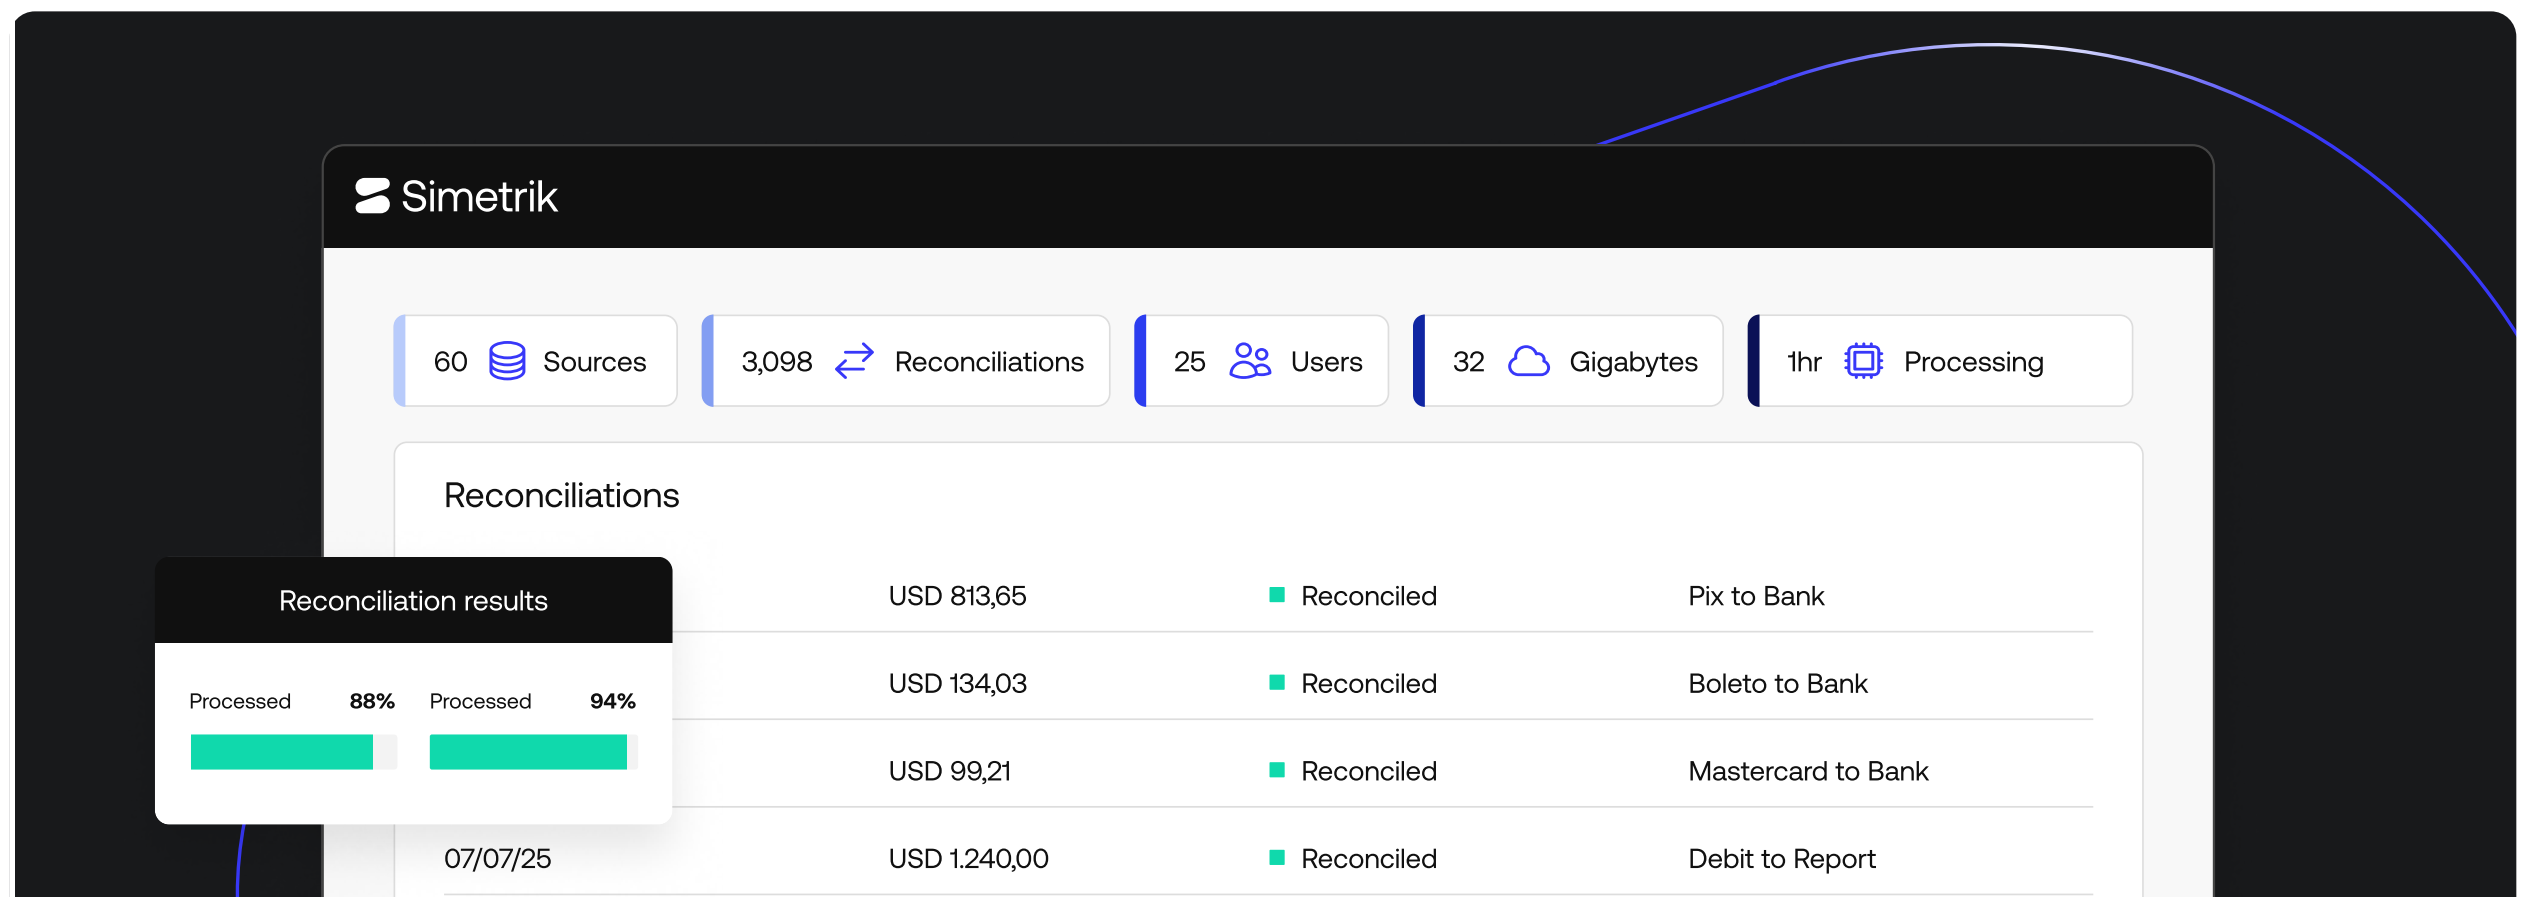 Simetrik
60 Sources
3,098 Reconciliations
25 Users
32 Gigabytes
1hr Processing
Reconciliations
USD 813,65 Reconciled Pix to Bank
Reconciliation results
USD 134,03 Reconciled Boleto to Bank
Processed 88% Processed 94%
USD 99,21 Reconciled Mastercard to Bank
07/07/25 USD 1.240,00 Reconciled Debit to Report